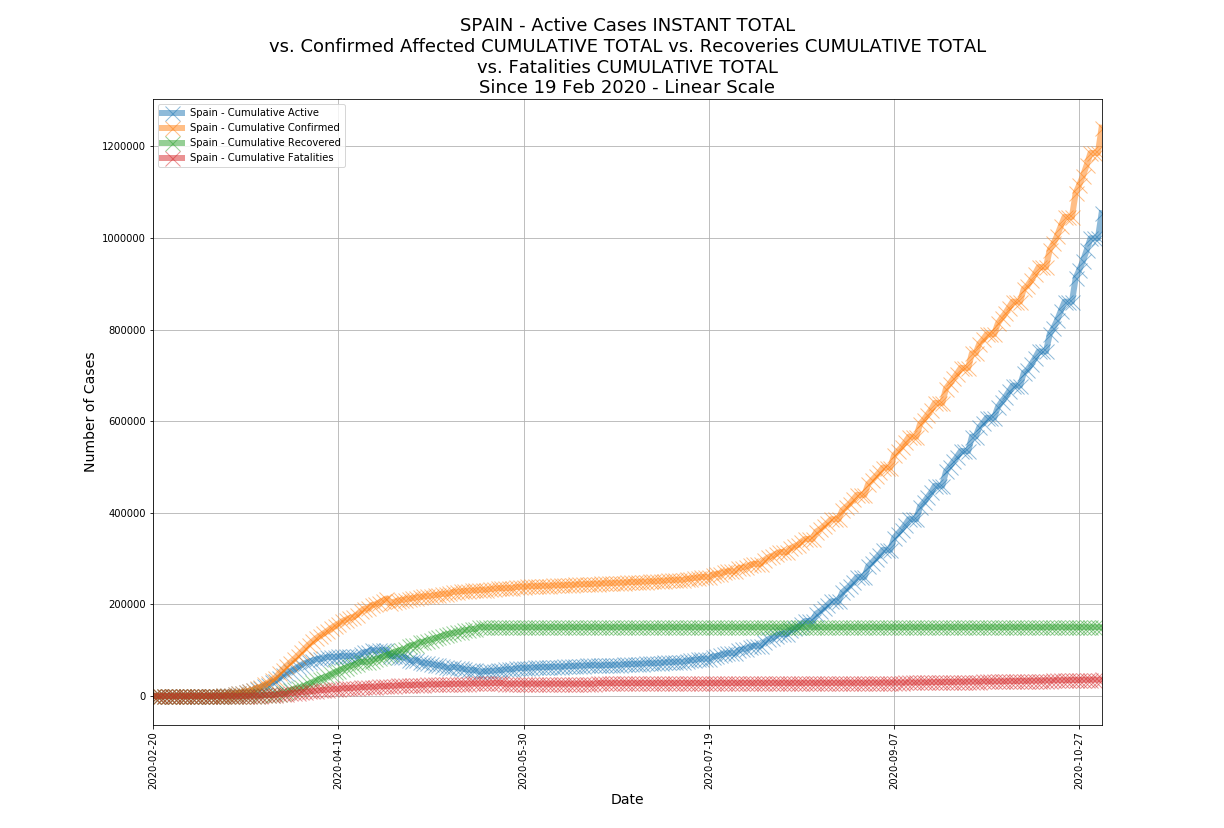 SPAIN - Active Cases INSTANT TOTAL
vs. Confirmed Affected CUMULATIVE TOTAL vs. Recoveries CUMULATIVE TOTAL
vs. Fatalities CUMULATIVE TOTAL
Since 19 Feb 2020 - Linear Scale
Spain - Cumulative Active
Spain - Cumulative Confirmed
Spain - Cumulative Recovered
Spain - Cumulative Fatalities
Number of Cases
1200000
1000000
800000
600000
400000
200000
0
2020-02-20
2020-04-10
2020-05-30
2020-07-19
2020-09-07
2020-10-27
Date